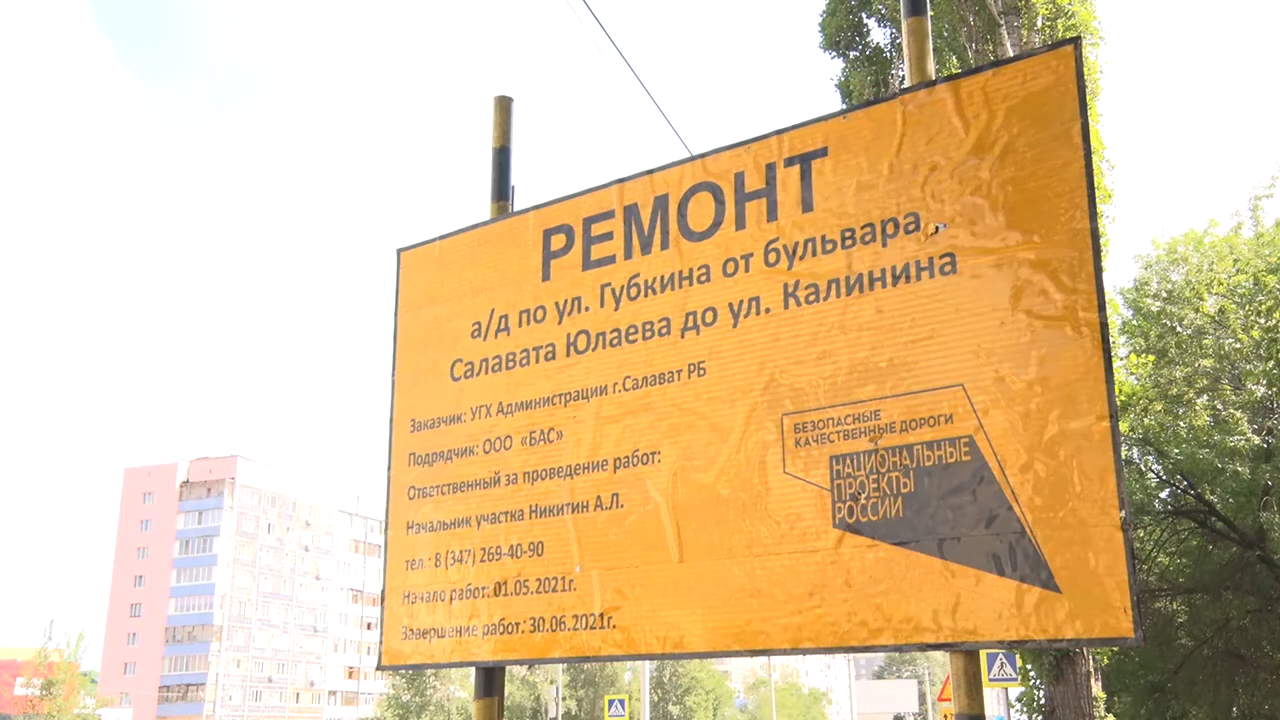 РЕМОНТ
а/д по ул. Губкина от бульвара
Салавата Юлаева до ул. Калинина
Заказчик: УГХ Администрации г.Салават РБ
Подрядчик: ООО «БАС»
Ответственный за проведение работ:
Начальник участка Никитин А.Л.
тел.: 8 (347) 269-40-90
Начало работ: 01.05.2021г.
Завершение работ: 30.06.2021г.
БЕЗОПАСНЫЕ
КАЧЕСТВЕННЫЕ ДОРОГИ
НАЦИОНАЛЬНЫЕ
ПРОЕКТЫ
РОССИИ